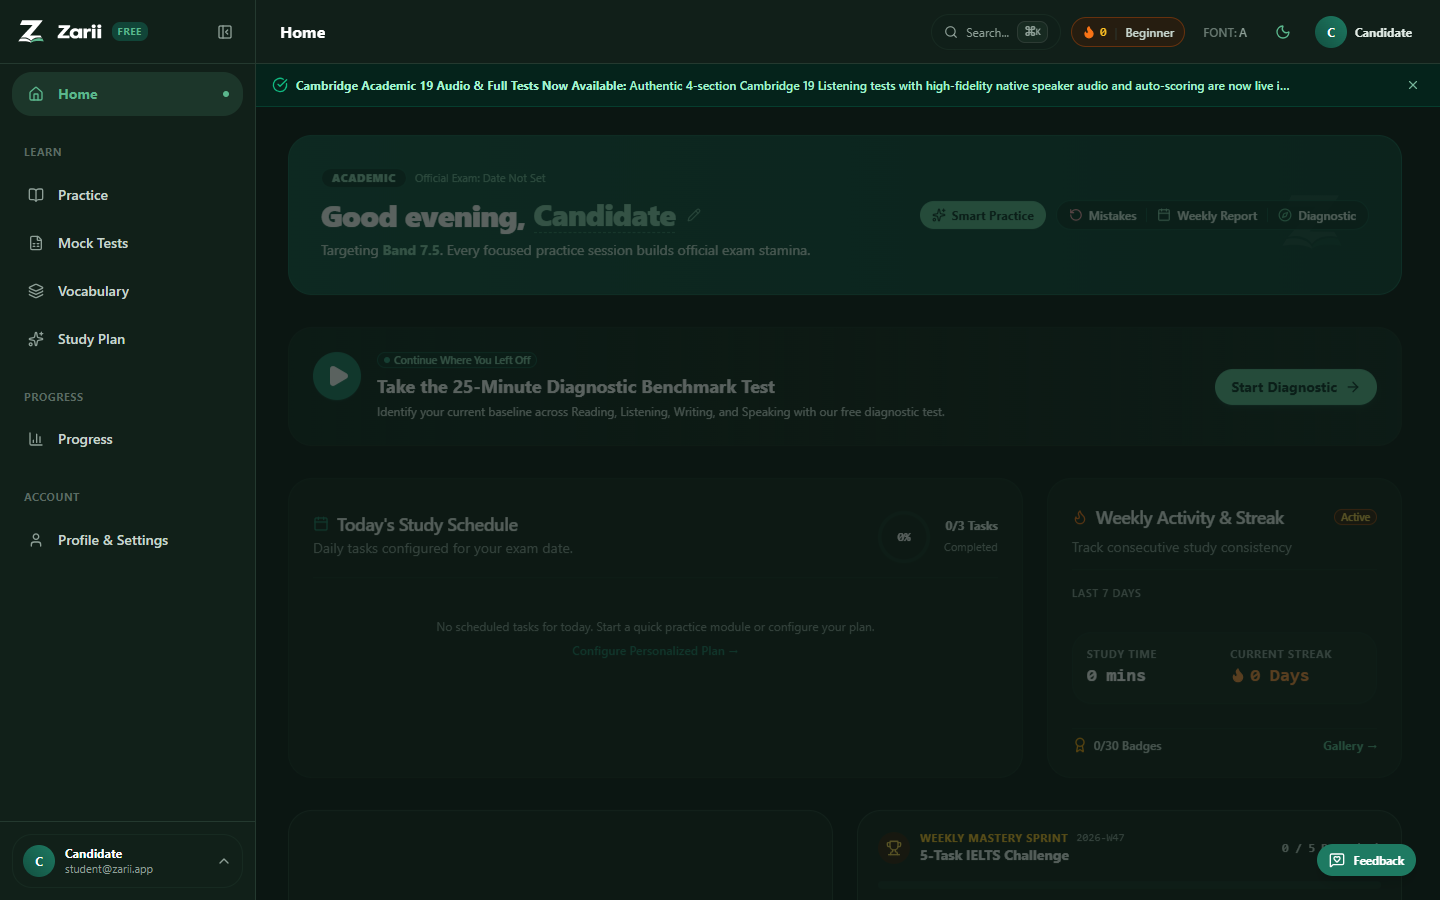 Zarii FREE
Home
Search... ⌘K
0 | Beginner
FONT: A
C Candidate
Home
Cambridge Academic 19 Audio & Full Tests Now Available: Authentic 4-section Cambridge 19 Listening tests with high-fidelity native speaker audio and auto-scoring are now live i...
LEARN
Practice
Mock Tests
Vocabulary
Study Plan
PROGRESS
Progress
ACCOUNT
Profile & Settings
C
Candidate
student@zarii.app
ACADEMIC Official Exam: Date Not Set
Good evening, Candidate
Targeting Band 7.5. Every focused practice session builds official exam stamina.
Smart Practice
Mistakes
Weekly Report
Diagnostic
Continue Where You Left Off
Take the 25-Minute Diagnostic Benchmark Test
Identify your current baseline across Reading, Listening, Writing, and Speaking with our free diagnostic test.
Start Diagnostic →
Today's Study Schedule
Daily tasks configured for your exam date.
0%
0/3 Tasks
Completed
No scheduled tasks for today. Start a quick practice module or configure your plan.
Configure Personalized Plan →
Weekly Activity & Streak
Active
Track consecutive study consistency
LAST 7 DAYS
STUDY TIME
0 mins
CURRENT STREAK
0 Days
0/30 Badges
Gallery →
WEEKLY MASTERY SPRINT 2026-W47
5-Task IELTS Challenge
0 / 5
Feedback